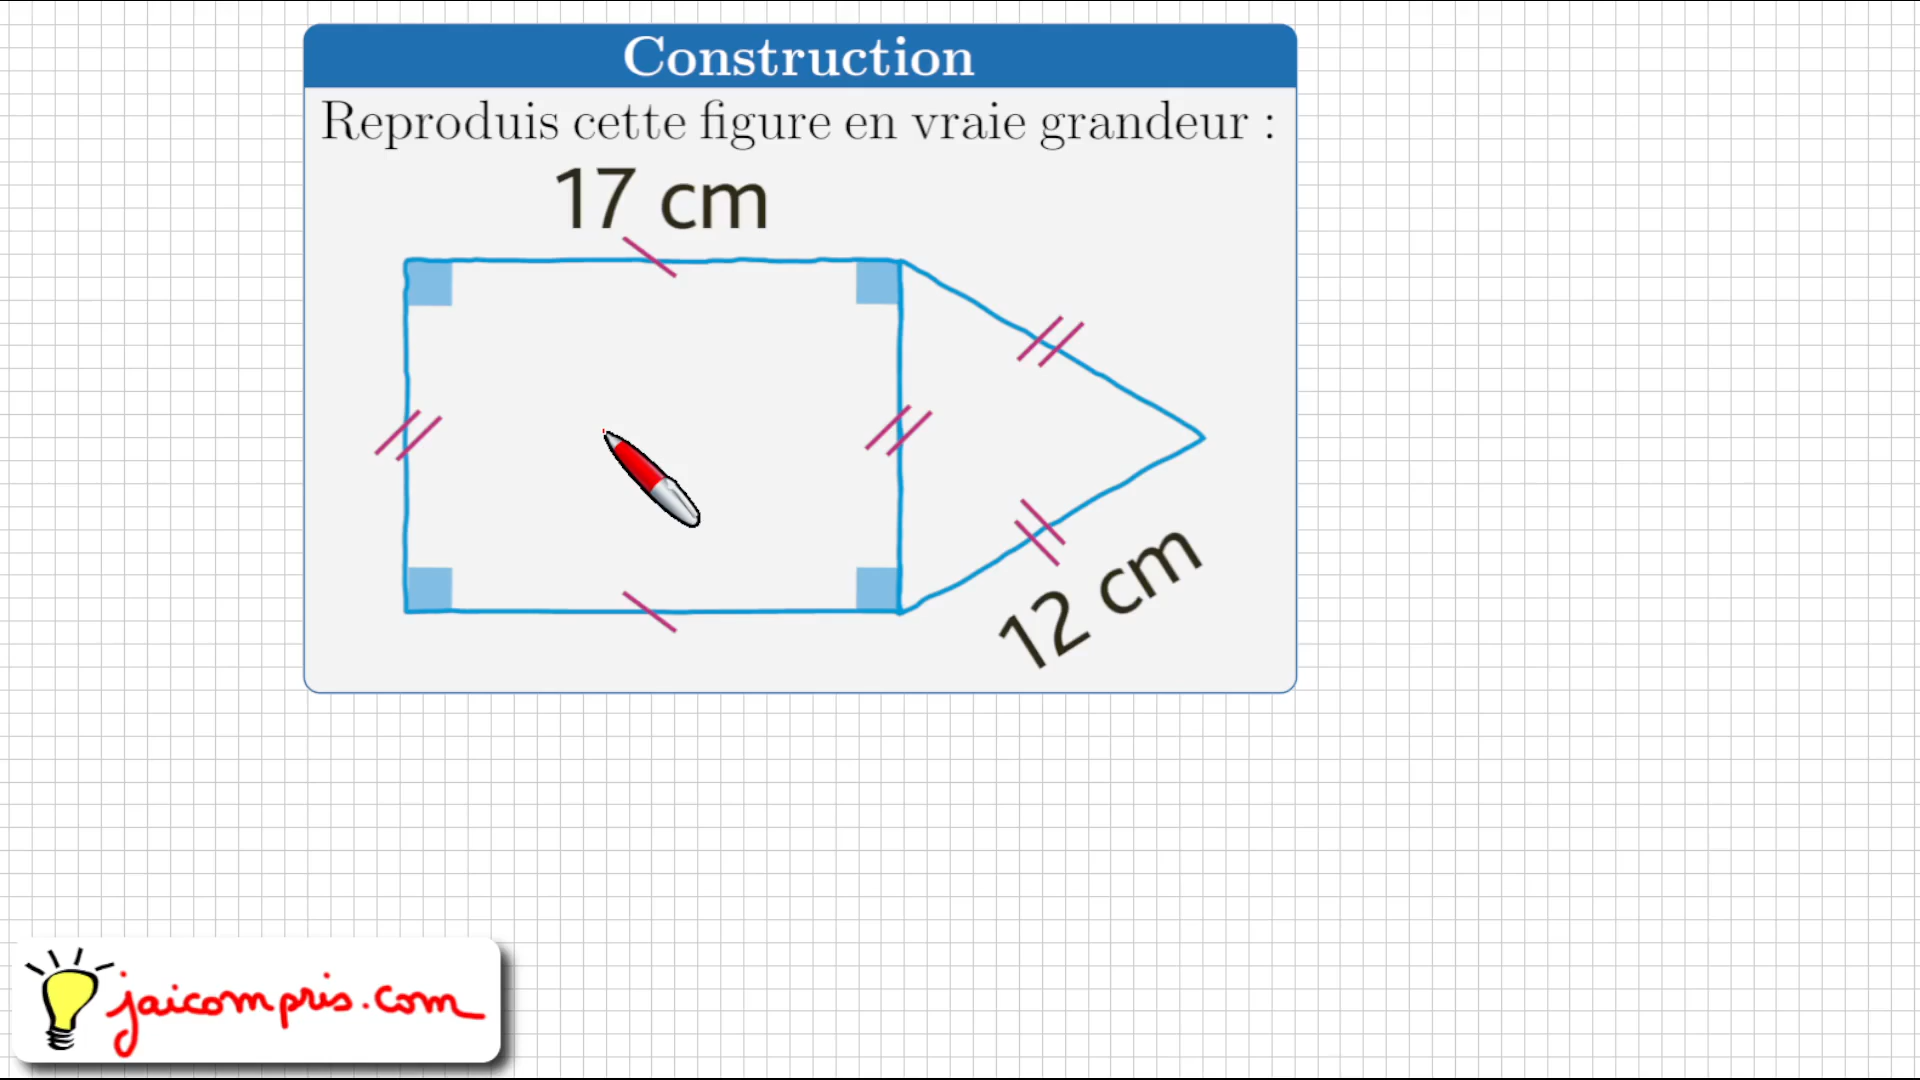 Construction
Reproduis cette figure en vraie grandeur :
17 cm
12 cm
jaicompris.com